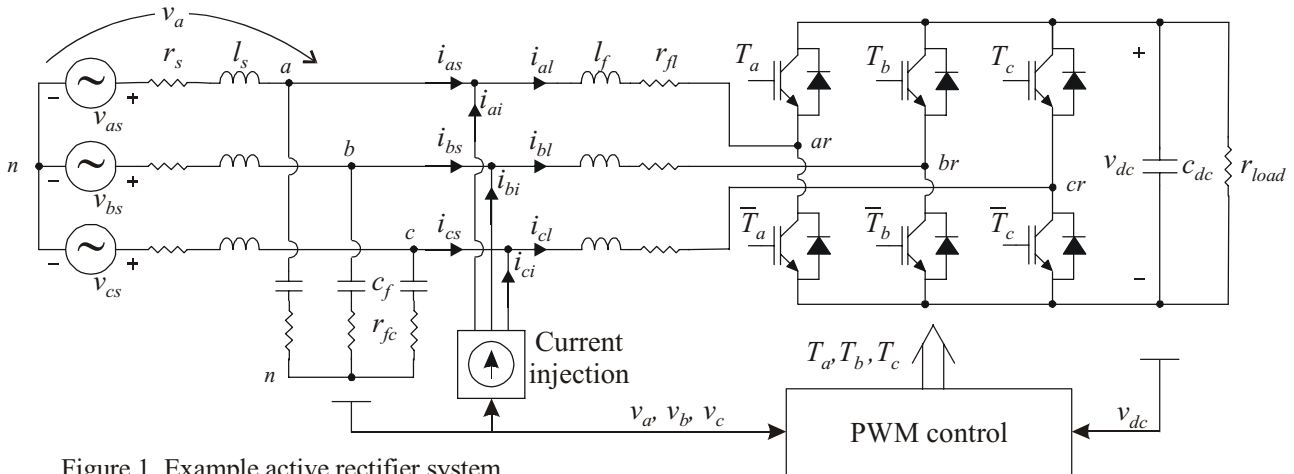 v_a
r_s
l_s
a
i_as
i_al
l_f
r_fl
T_a
T_b
T_c
+
− + v_as
i_ai
n
b
i_bs
i_bl
ar
br
cr
v_dc
c_dc
r_load
− + v_bs
i_bi
c
i_cs
i_cl
T̅_a
T̅_b
T̅_c
− + v_cs
i_ci
−
c_f
r_fc
n
Current
injection
T_a, T_b, T_c
v_a, v_b, v_c
PWM control
v_dc
Figure 1. Example active rectifier system